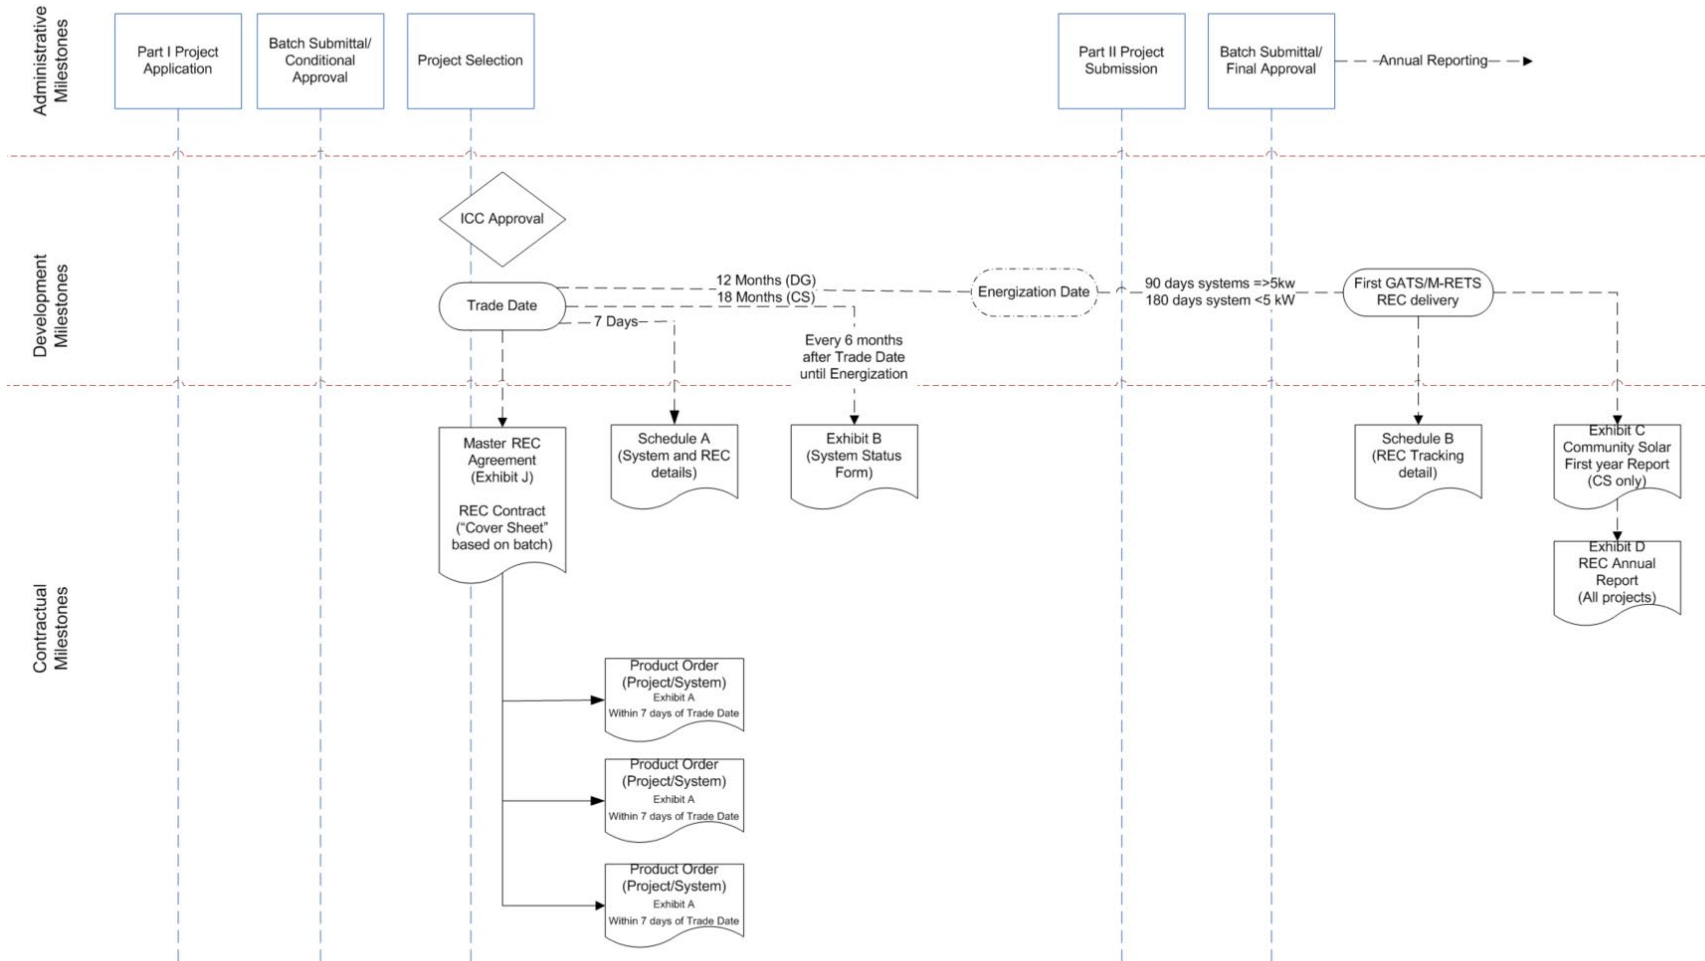 Administrative
Milestones
Part I Project
Application
Batch Submittal/
Conditional
Approval
Project Selection
Part II Project
Submission
Batch Submittal/
Final Approval
Annual Reporting
Development
Milestones
ICC Approval
Trade Date
12 Months (DG)
18 Months (CS)
7 Days
Every 6 months
after Trade Date
until Energization
Energization Date
90 days systems =>5kw
180 days system <5 kW
First GATS/M-RETS
REC delivery
Contractual
Milestones
Master REC
Agreement
(Exhibit J)
REC Contract
("Cover Sheet"
based on batch)
Schedule A
(System and REC
details)
Exhibit B
(System Status
Form)
Schedule B
(REC Tracking
detail)
Exhibit C
Community Solar
First year Report
(CS only)
Exhibit D
REC Annual
Report
(All projects)
Product Order
(Project/System)
Exhibit A
Within 7 days of Trade Date
Product Order
(Project/System)
Exhibit A
Within 7 days of Trade Date
Product Order
(Project/System)
Exhibit A
Within 7 days of Trade Date